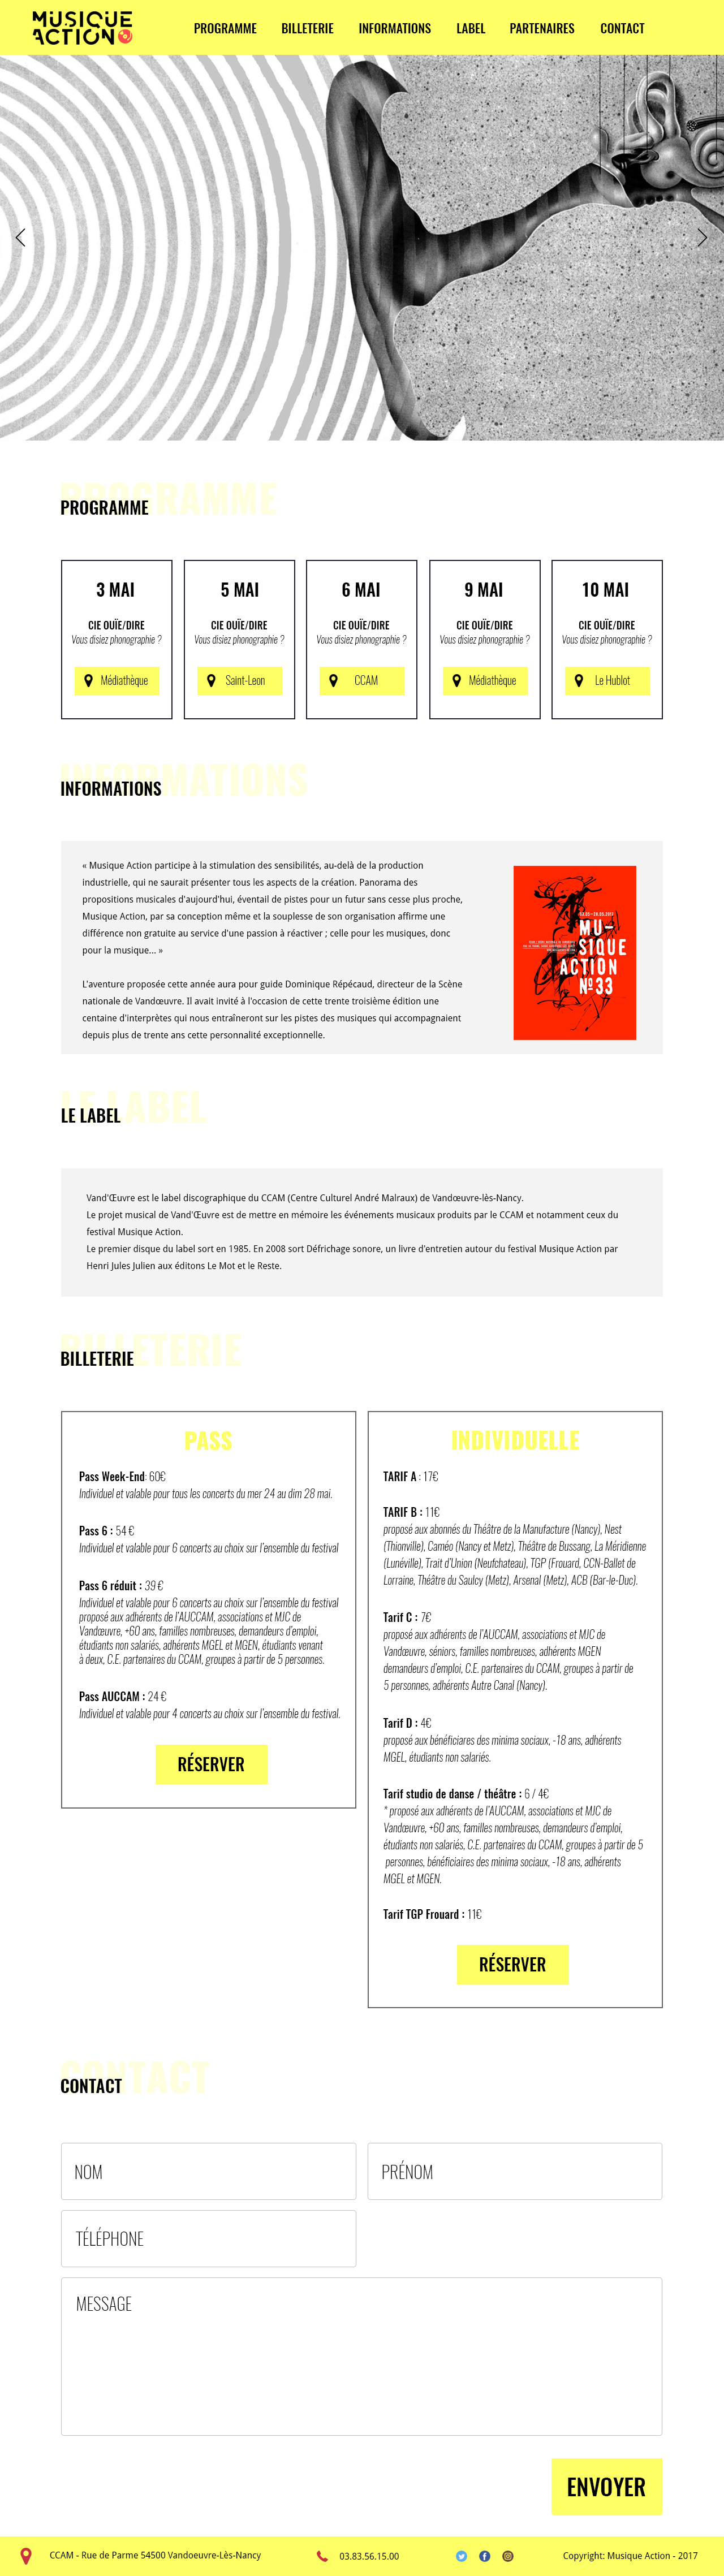 MUSIQUE
ACTION
PROGRAMME BILLETERIE INFORMATIONS LABEL PARTENAIRES CONTACT
PROGRAMME
PROGRAMME
3 MAI
CIE OUÏE/DIRE
Vous disiez phonographie ?
Médiathèque
5 MAI
CIE OUÏE/DIRE
Vous disiez phonographie ?
Saint-Leon
6 MAI
CIE OUÏE/DIRE
Vous disiez phonographie ?
CCAM
9 MAI
CIE OUÏE/DIRE
Vous disiez phonographie ?
Médiathèque
10 MAI
CIE OUÏE/DIRE
Vous disiez phonographie ?
Le Hublot
INFORMATIONS
INFORMATIONS
« Musique Action participe à la stimulation des sensibilités, au-delà de la production
industrielle, qui ne saurait présenter tous les aspects de la création. Panorama des
propositions musicales d'aujourd'hui, éventail de pistes pour un futur sans cesse plus proche,
Musique Action, par sa conception même et la souplesse de son organisation affirme une
différence non gratuite au service d'une passion à réactiver ; celle pour les musiques, donc
pour la musique... »
L'aventure proposée cette année aura pour guide Dominique Répécaud, directeur de la Scène
nationale de Vandœuvre. Il avait invité à l'occasion de cette trente troisième édition une
centaine d'interprètes qui nous entraîneront sur les pistes des musiques qui accompagnaient
depuis plus de trente ans cette personnalité exceptionnelle.
MU-
SIQUE
ACTION
Nº33
LE LABEL
LE LABEL
Vand'Œuvre est le label discographique du CCAM (Centre Culturel André Malraux) de Vandœuvre-lès-Nancy.
Le projet musical de Vand'Œuvre est de mettre en mémoire les événements musicaux produits par le CCAM et notamment ceux du
festival Musique Action.
Le premier disque du label sort en 1985. En 2008 sort Défrichage sonore, un livre d'entretien autour du festival Musique Action par
Henri Jules Julien aux éditons Le Mot et le Reste.
BILLETERIE
BILLETERIE
PASS
Pass Week-End: 60€
Individuel et valable pour tous les concerts du mer 24 au dim 28 mai.
Pass 6 : 54 €
Individuel et valable pour 6 concerts au choix sur l'ensemble du festival
Pass 6 réduit : 39 €
Individuel et valable pour 6 concerts au choix sur l'ensemble du festival
proposé aux adhérents de l'AUCCAM, associations et MJC de
Vandœuvre, +60 ans, familles nombreuses, demandeurs d'emploi,
étudiants non salariés, adhérents MGEL et MGEN, étudiants venant
à deux, C.E. partenaires du CCAM, groupes à partir de 5 personnes.
Pass AUCCAM : 24 €
Individuel et valable pour 4 concerts au choix sur l'ensemble du festival.
RÉSERVER
INDIVIDUELLE
TARIF A : 17€
TARIF B : 11€
proposé aux abonnés du Théâtre de la Manufacture (Nancy), Nest
(Thionville), Caméo (Nancy et Metz), Théâtre de Bussang, La Méridienne
(Lunéville), Trait d'Union (Neufchateau), TGP (Frouard, CCN-Ballet de
Lorraine, Théâtre du Saulcy (Metz), Arsenal (Metz), ACB (Bar-le-Duc).
Tarif C : 7€
proposé aux adhérents de l'AUCCAM, associations et MJC de
Vandœuvre, séniors, familles nombreuses, adhérents MGEN
demandeurs d'emploi, C.E. partenaires du CCAM, groupes à partir de
5 personnes, adhérents Autre Canal (Nancy).
Tarif D : 4€
proposé aux bénéficiaires des minima sociaux, -18 ans, adhérents
MGEL, étudiants non salariés.
Tarif studio de danse / théâtre : 6 / 4€
* proposé aux adhérents de l'AUCCAM, associations et MJC de
Vandœuvre, +60 ans, familles nombreuses, demandeurs d'emploi,
étudiants non salariés, C.E. partenaires du CCAM, groupes à partir de 5
personnes, bénéficiaires des minima sociaux, -18 ans, adhérents
MGEL et MGEN.
Tarif TGP Frouard : 11€
RÉSERVER
CONTACT
CONTACT
NOM
PRÉNOM
TÉLÉPHONE
MESSAGE
ENVOYER
CCAM - Rue de Parme 54500 Vandoeuvre-Lès-Nancy 03.83.56.15.00 Copyright: Musique Action - 2017